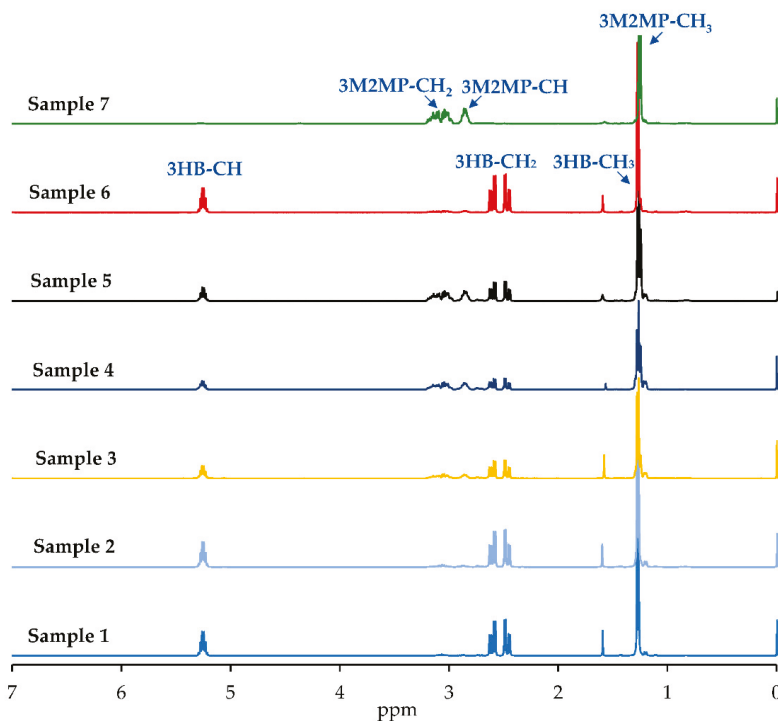 3M2MP-CH₃
3M2MP-CH₂ 3M2MP-CH
Sample 7
3HB-CH 3HB-CH₂ 3HB-CH₃
Sample 6
Sample 5
Sample 4
Sample 3
Sample 2
Sample 1
7 6 5 4 3 2 1 0
ppm